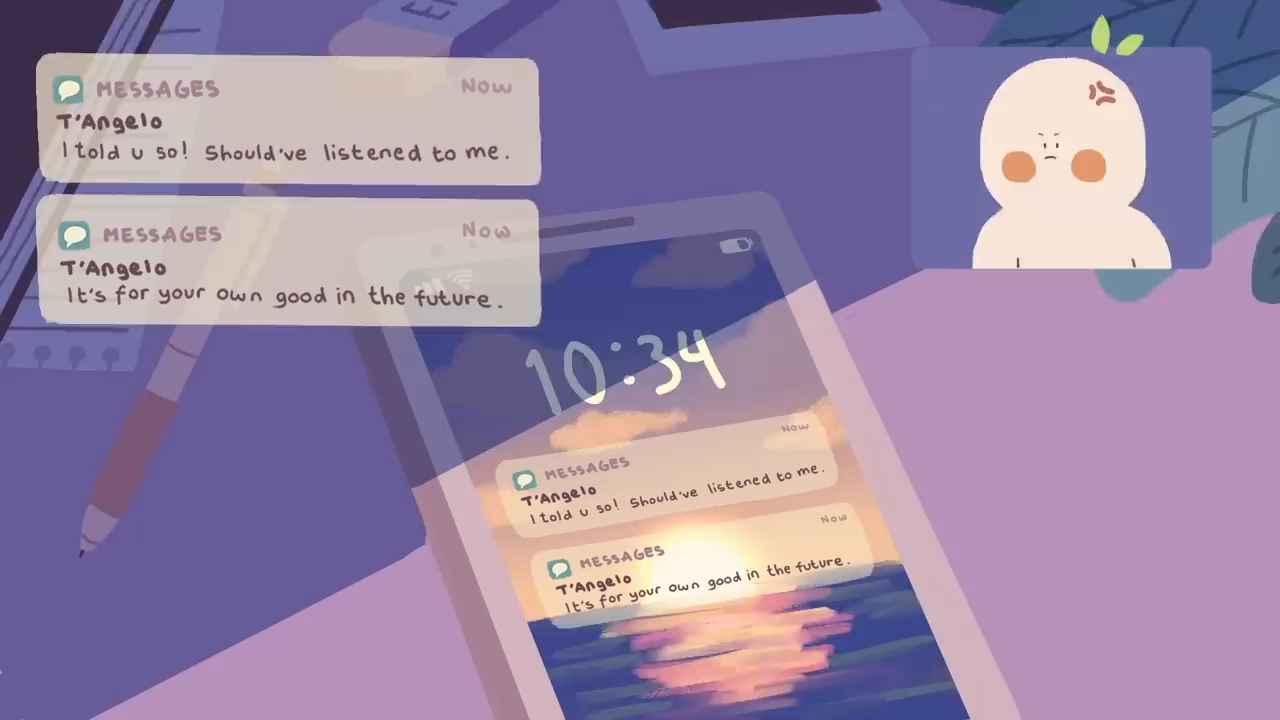 MESSAGES Now
T'Angelo
I told u so! Should've listened to me.
MESSAGES Now
T'Angelo
It's for your own good in the future.
10:34
Now
MESSAGES
T'Angelo
I told u so! Should've listened to me.
Now
MESSAGES
T'Angelo
It's for your own good in the future.